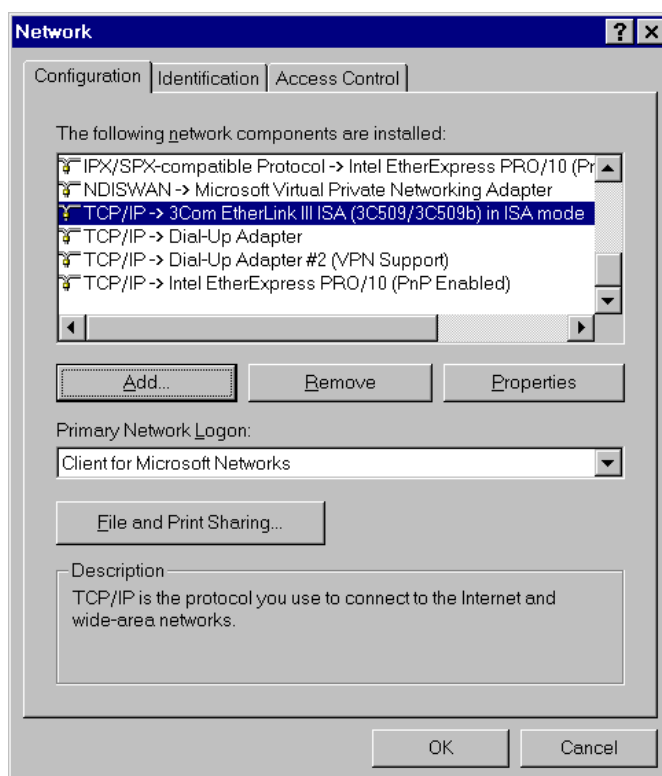 Network
Configuration Identification Access Control
The following network components are installed:
IPX/SPX-compatible Protocol -> Intel EtherExpress PRO/10 (Pr
NDISWAN -> Microsoft Virtual Private Networking Adapter
TCP/IP -> 3Com EtherLink III ISA (3C509/3C509b) in ISA mode
TCP/IP -> Dial-Up Adapter
TCP/IP -> Dial-Up Adapter #2 (VPN Support)
TCP/IP -> Intel EtherExpress PRO/10 (PnP Enabled)
Add... Remove Properties
Primary Network Logon:
Client for Microsoft Networks
File and Print Sharing...
Description
TCP/IP is the protocol you use to connect to the Internet and
wide-area networks.
OK Cancel